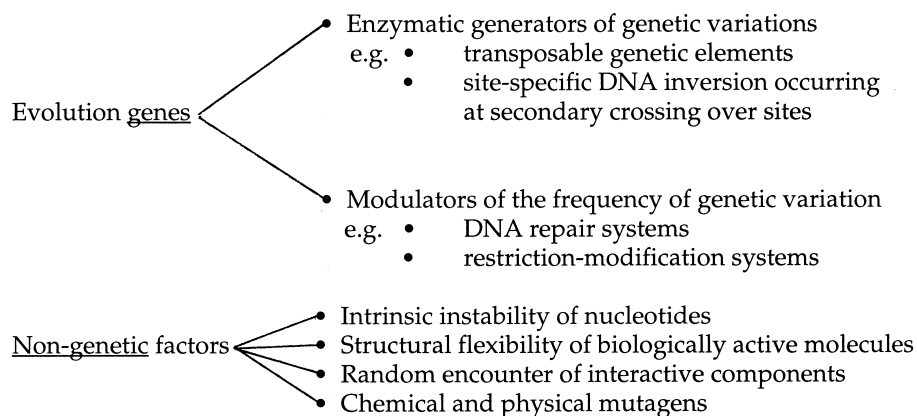 • Enzymatic generators of genetic variations
e.g. • transposable genetic elements
• site-specific DNA inversion occurring
at secondary crossing over sites
Evolution genes
• Modulators of the frequency of genetic variation
e.g. • DNA repair systems
• restriction-modification systems
• Intrinsic instability of nucleotides
Non-genetic factors
• Structural flexibility of biologically active molecules
• Random encounter of interactive components
• Chemical and physical mutagens